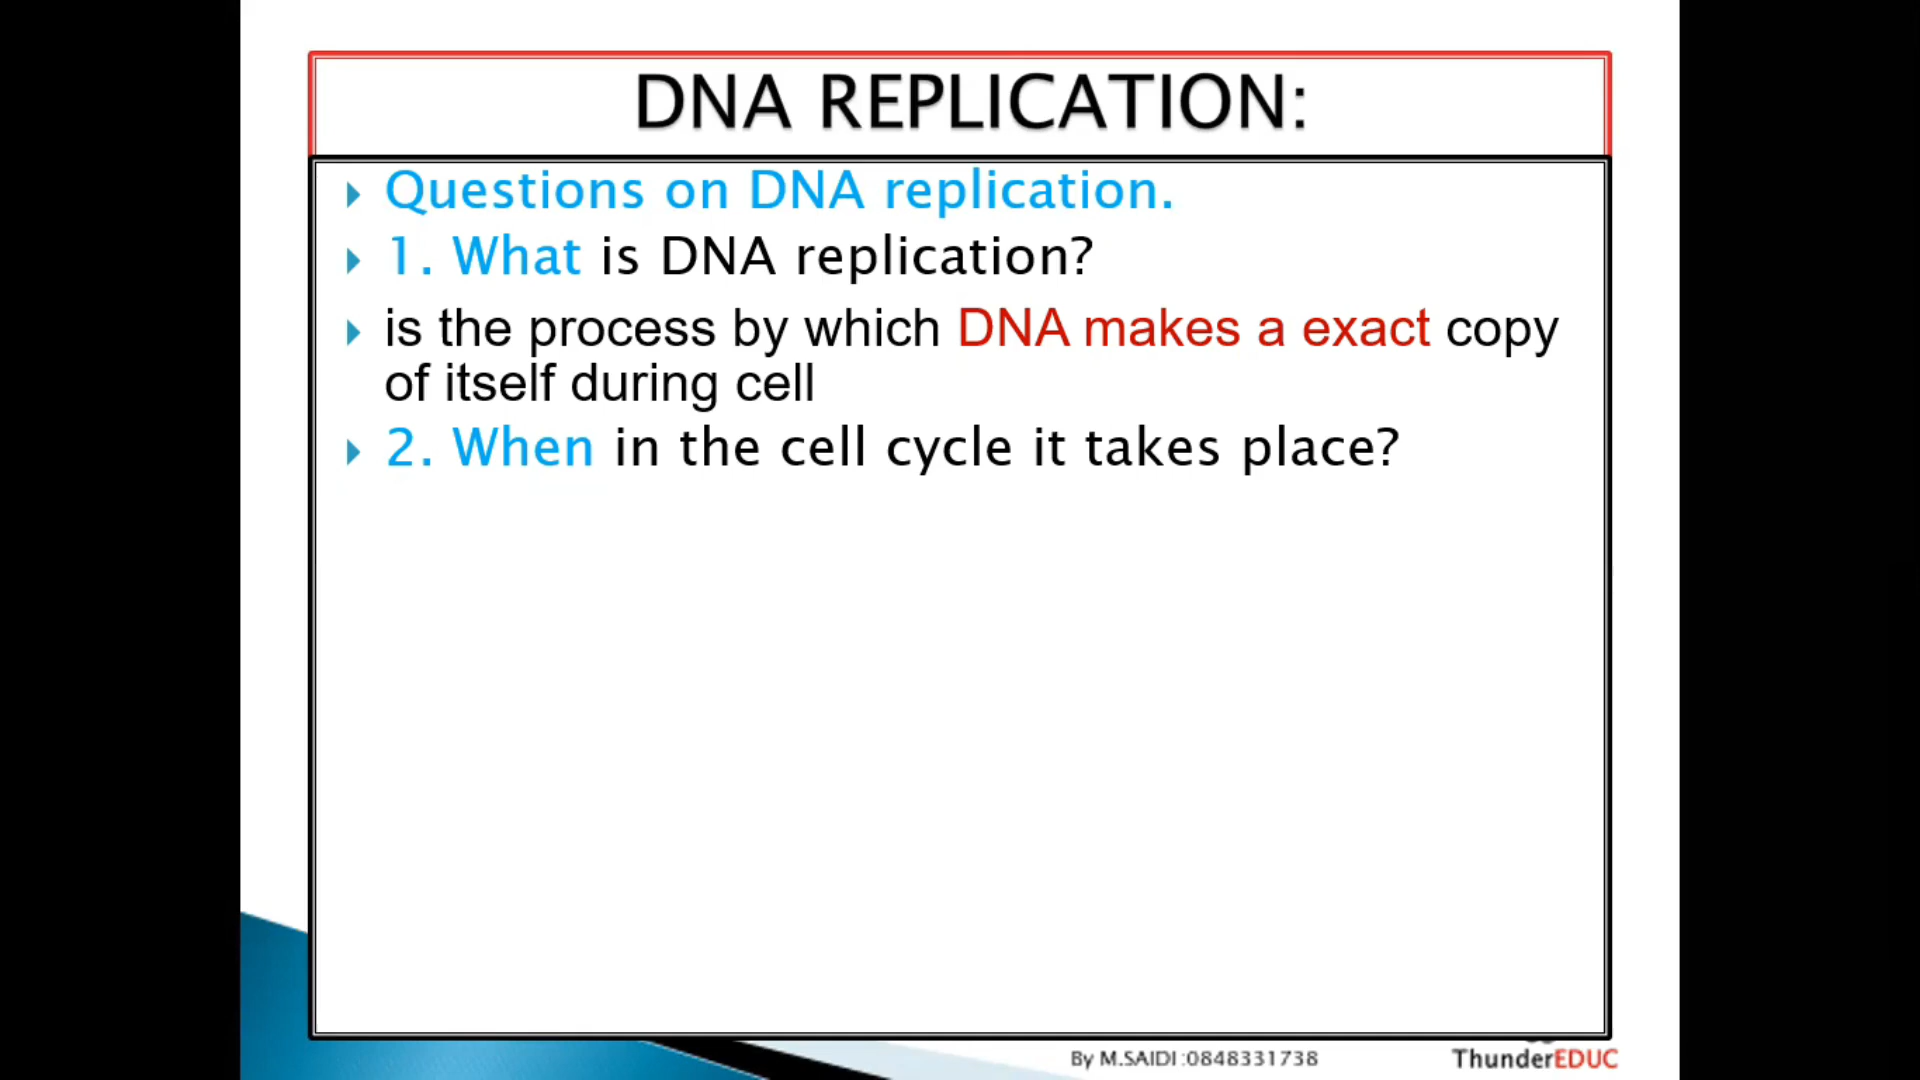 DNA REPLICATION:
Questions on DNA replication.
1. What is DNA replication?
is the process by which DNA makes a exact copy
of itself during cell
2. When in the cell cycle it takes place?
By M.SAIDI :0848331738
ThunderEDUC